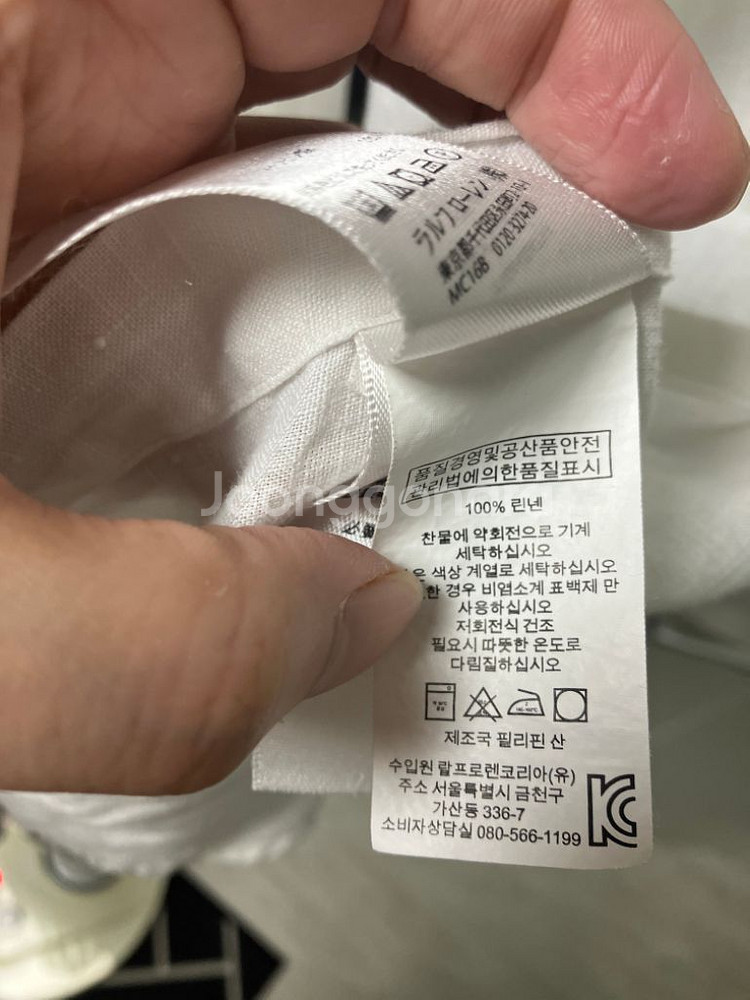 ラルフ ローレン
MC16B 0120-3274-20
Joonggon
품질경영및공산품안전
관리법에의한품질표시
100% 린넨
찬물에 약회전으로 기계
세탁하십시오
색상 계열로 세탁하십시오
경우 비염소계 표백제 만
사용하십시오
저회전식 건조
필요시 따뜻한 온도로
다림질하십시오
제조국 필리핀 산
수입원 랄프로렌코리아(유)
주소 서울특별시 금천구
가산동 336-7
소비자상담실 080-566-1199